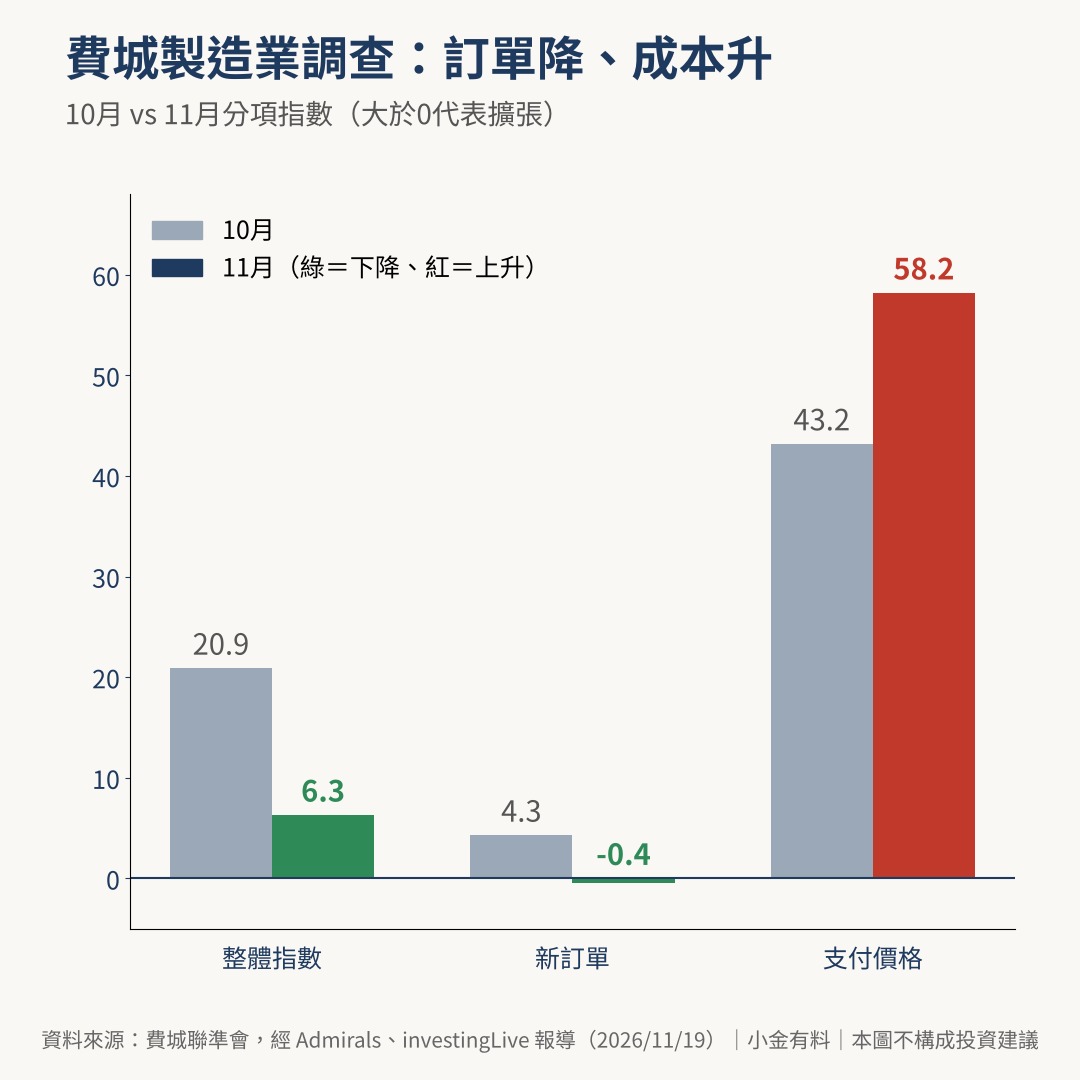 費城製造業調查：訂單降、成本升
10月 vs 11月分項指數（大於0代表擴張）
10月
11月（綠＝下降、紅＝上升）
60
50
40
30
20
10
0
20.9
6.3
4.3
-0.4
43.2
58.2
整體指數
新訂單
支付價格
資料來源：費城聯準會，經 Admirals、investingLive 報導（2026/11/19）｜小金有料｜本圖不構成投資建議